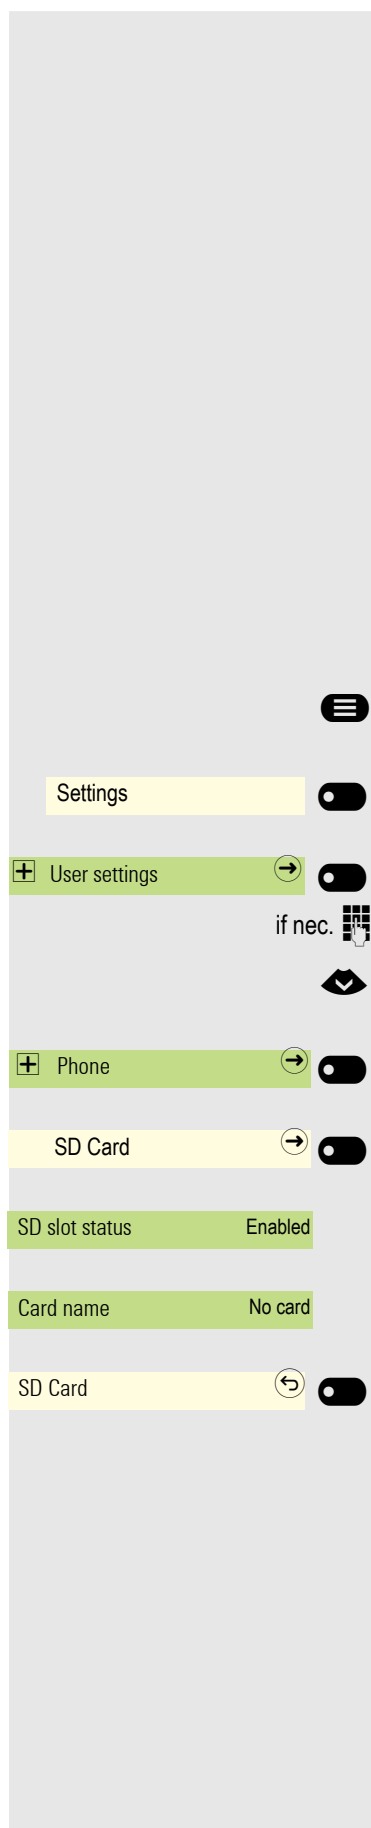 Settings
User settings
if nec.
Phone
SD Card
SD slot status Enabled
Card name No card
SD Card